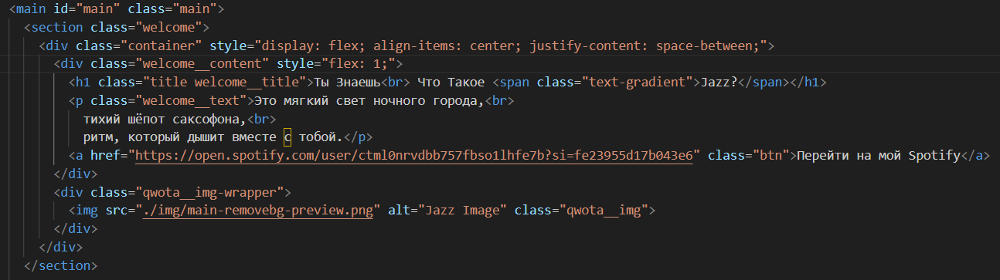 <main id="main" class="main">
<section class="welcome">
<div class="container" style="display: flex; align-items: center; justify-content: space-between;">
<div class="welcome__content" style="flex: 1;">
<h1 class="title welcome__title">Ты Знаешь<br> Что Такое <span class="text-gradient">Jazz?</span></h1>
<p class="welcome__text">Это мягкий свет ночного города,<br>
тихий шёпот саксофона,<br>
ритм, который дышит вместе с тобой.</p>
<a href="https://open.spotify.com/user/ctml0nrvdbb757fbso1lhfe7b?si=fe23955d17b043e6" class="btn">Перейти на мой Spotify</a>
</div>
<div class="qwota__img-wrapper">
<img src="./img/main-removebg-preview.png" alt="Jazz Image" class="qwota__img">
</div>
</div>
</section>